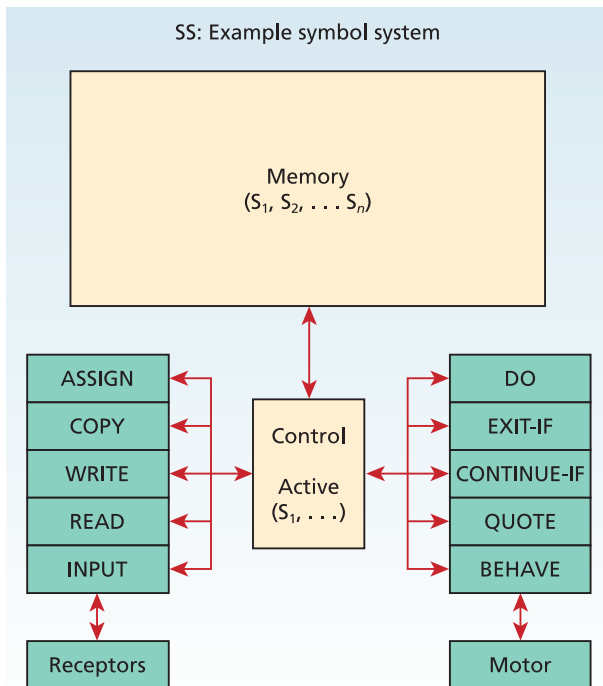 SS: Example symbol system
Memory
(S₁, S₂, . . . Sₙ)
ASSIGN
COPY
WRITE
READ
INPUT
Receptors
Control
Active
(S₁, . . .)
DO
EXIT-IF
CONTINUE-IF
QUOTE
BEHAVE
Motor